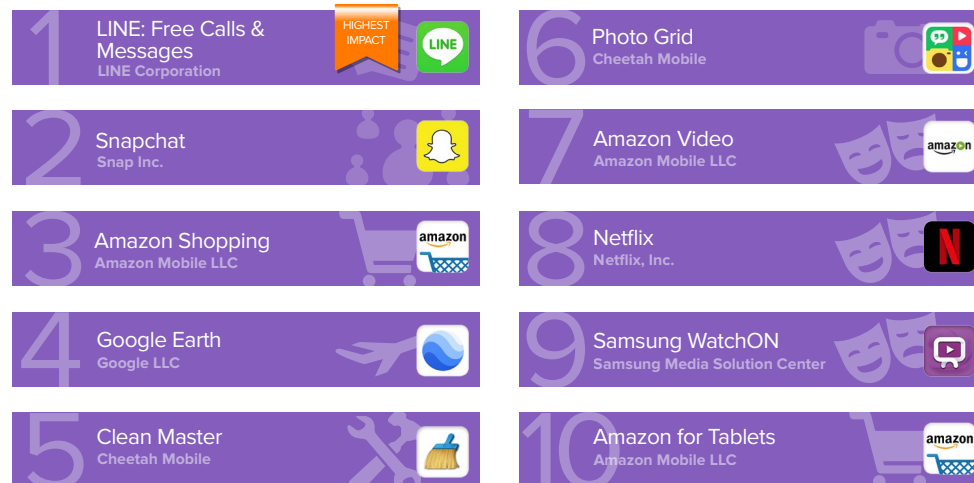 1
LINE: Free Calls &
Messages
LINE Corporation
HIGHEST
IMPACT
LINE
2
Snapchat
Snap Inc.
3
Amazon Shopping
Amazon Mobile LLC
amazon
4
Google Earth
Google LLC
5
Clean Master
Cheetah Mobile
6
Photo Grid
Cheetah Mobile
7
Amazon Video
Amazon Mobile LLC
amazon
8
Netflix
Netflix, Inc.
N
9
Samsung WatchON
Samsung Media Solution Center
10
Amazon for Tablets
Amazon Mobile LLC
amazon